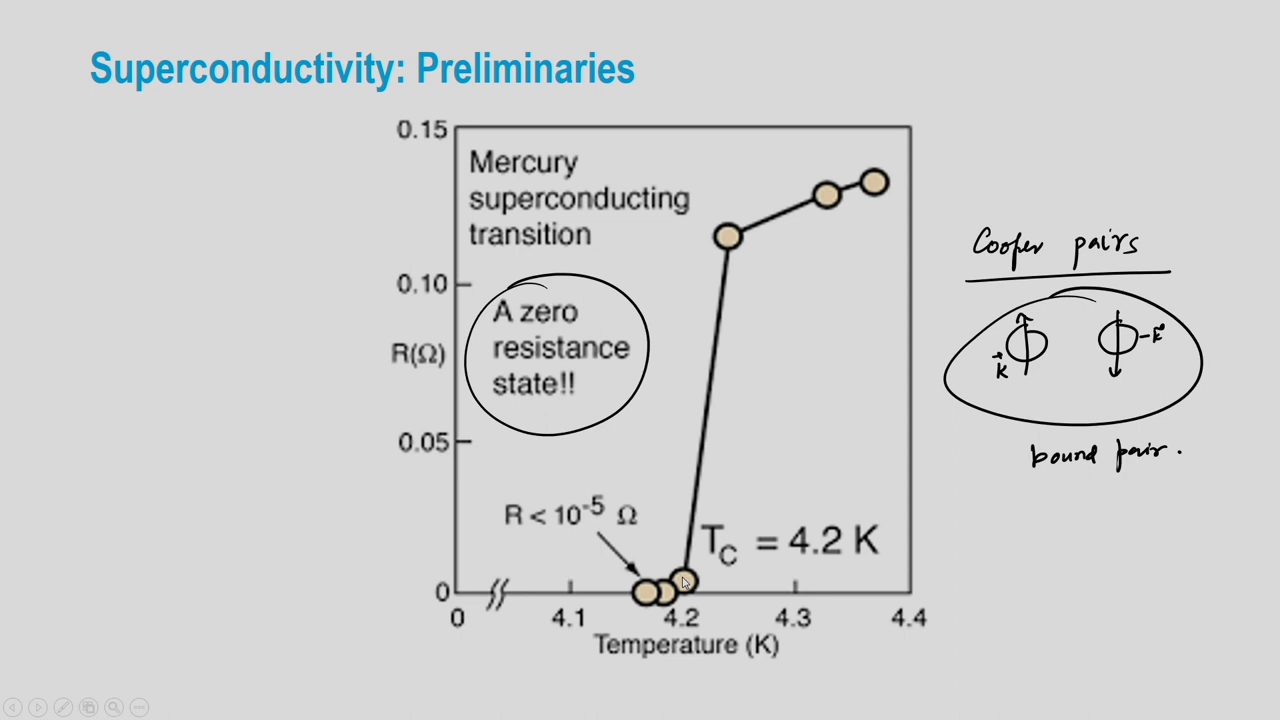 Superconductivity: Preliminaries
0.15
Mercury
superconducting
transition
0.10
A zero
resistance
state!!
R(Ω)
0.05
R < 10⁻⁵ Ω
T_C = 4.2 K
0
0
4.1
4.2
4.3
4.4
Temperature (K)
Cooper pairs
k⃗
-k⃗
bound pair.